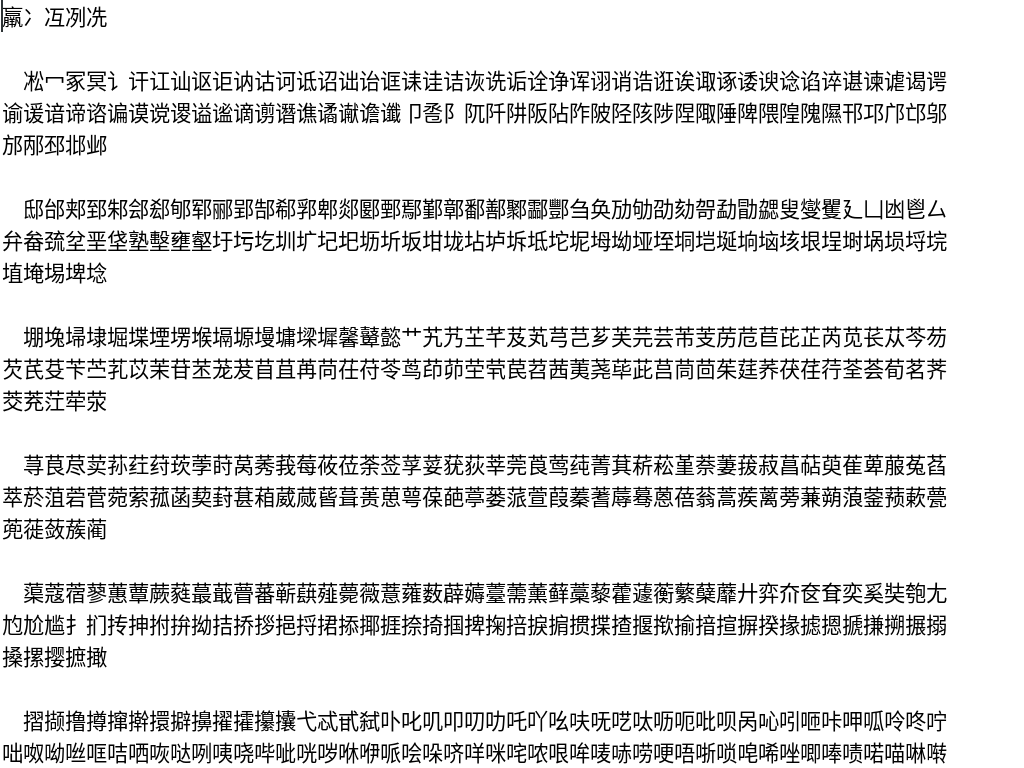 羸冫冱冽冼
凇冖冢冥讠讦讧讪讴讵讷诂诃诋诏诎诒诓诔诖诘诙诜诟诠诤诨诩诮诰诳诶诹诼诿谀谂谄谇谌谏谑谒谔
谕谖谙谛谘谝谟谠谡谥谧谪谫谮谯谲谳谵谶卩卺阝阢阡阱阪阽阼陂陉陔陟陧陬陲陴隈隍隗隰邗邛邝邙邬
邡邴邳邶邺
邸邰郏郅邾郐郄郇郓郦郢郜郗郛郫郯郾鄄鄢鄞鄣鄱鄯鄹酃酆刍奂劢劬劭劾哿勐勖勰叟燮矍廴凵凼鬯厶
弁畚巯坌垩垡塾墼壅壑圩圬圪圳圹圮圯坜圻坂坩垅坫垆坼坻坨坭坶坳垭垤垌垲埏垧垴垓垠埕埘埚埙埒垸
埴埯埸埤埝
堋堍埽埭堀堞堙塄堠塥塬墁墉墚墀馨鼙懿艹艽艿芏芊芨芄芎芑芗芙芫芸芾芰苈苊苣芘芷芮苋苌苁芩芴
芡芪芟苄苎芤苡茉苷苤茏茇苜苴苒苘茌苻苓茑茚茆茔茕苠苕茜荑荛荜茈莒茼茴茱莛荞茯荏荇荃荟荀茗荠
茭茺茳荦荥
荨茛荩荬荪荭荮莰荸莳莴莠莪莓莜莅荼莶莩荽莸荻莘莞莨莺莼菁萁菥菘堇萘萋菝菽菖萜萸萑萆菔菟萏
萃菸菹菪菅菀萦菰菡葜葑葚葙葳蒇蒈葺蒉葸萼葆葩葶蒌蒎萱葭蓁蓍蓐蓦蒽蓓蓊蒿蒺蓠蒡蒹蒴蒗蓥蓣蔌甍
蔸蓰蔹蔟蔺
蕖蔻蓿蓼蕙蕈蕨蕤蕞蕺瞢蕃蕲蕻薤薨薇薏蕹薮薜薅薹薷薰藓藁藜藿蘧蘅蘩蘖蘼廾弈夼奁耷奕奚奘匏尢
尥尬尴扌扪抟抻拊拚拗拮挢拶挹捋捃掭揶捱捺掎掴捭掬掊捩掮掼揲揸揠揿揄揞揎摒揆掾摅摁搋搛搠搌搦
搡摞撄摭撖
摺撷撸撙撺擀擐擗擤擢攉攥攮弋忒甙弑卟叱叽叩叨叻吒吖吆呋呒呓呔呖呃吡呗呙吣吲咂咔呷呱呤咚咛
咄呶呦咝哐咭哂咴哒咧咦哓哔呲咣哕咻咿哌哙哚哜咩咪咤哝哏哞唛哧唠哽唔哳唢唣唏唑唧唪啧喏喵啉啭